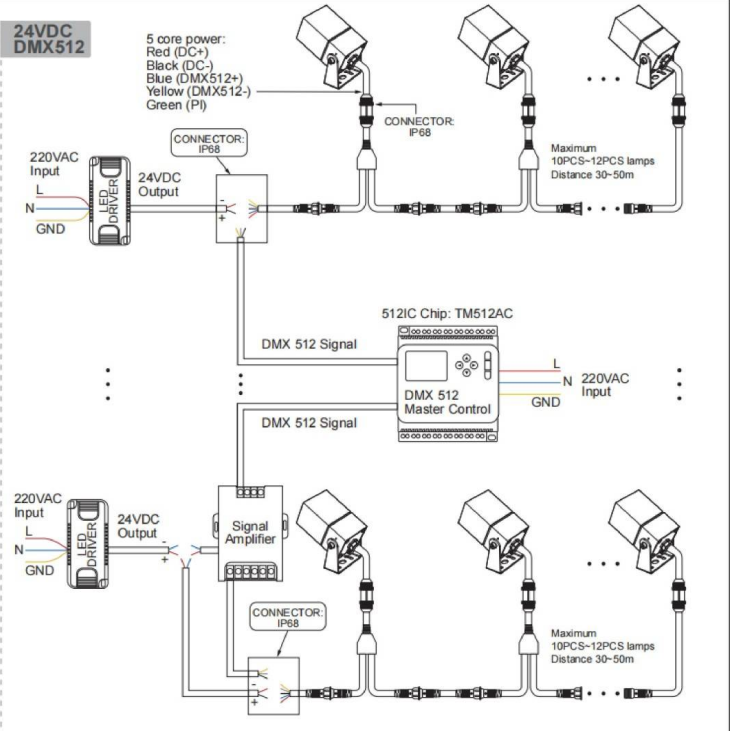 24VDC
DMX512
5 core power:
Red (DC+)
Black (DC-)
Blue (DMX512+)
Yellow (DMX512-)
Green (PI)
CONNECTOR:
IP68
CONNECTOR:
IP68
Maximum
10PCS~12PCS lamps
Distance 30~50m
220VAC
Input
L
N
GND
LED
DRIVER
24VDC
Output
-
+
512IC Chip: TM512AC
DMX 512 Signal
DMX 512
Master Control
L
N
GND
220VAC
Input
DMX 512 Signal
220VAC
Input
L
N
GND
LED
DRIVER
24VDC
Output
-
+
Signal
Amplifier
CONNECTOR:
IP68
-
+
Maximum
10PCS~12PCS lamps
Distance 30~50m